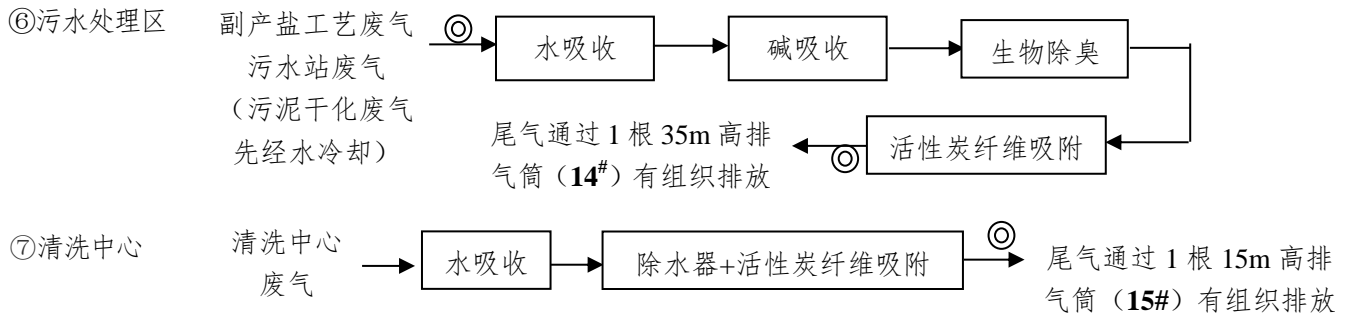 ⑥污水处理区
副产盐工艺废气
污水站废气
（污泥干化废气
先经水冷却）
◎
水吸收
碱吸收
生物除臭
活性炭纤维吸附
◎
尾气通过 1 根 35m 高排
气筒（14#）有组织排放
⑦清洗中心
清洗中心
废气
水吸收
除水器+活性炭纤维吸附
◎
尾气通过 1 根 15m 高排
气筒（15#）有组织排放